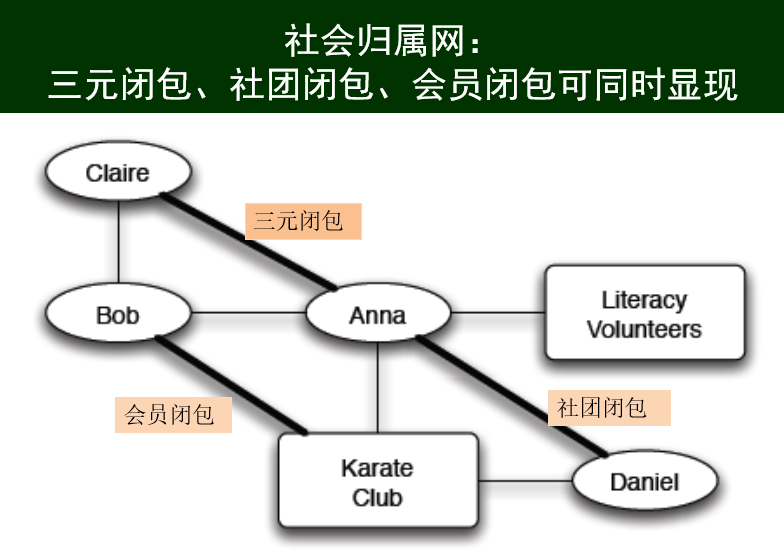 社会归属网：
三元闭包、社团闭包、会员闭包可同时显现
Claire
三元闭包
Bob
Anna
Literacy
Volunteers
会员闭包
社团闭包
Karate
Club
Daniel